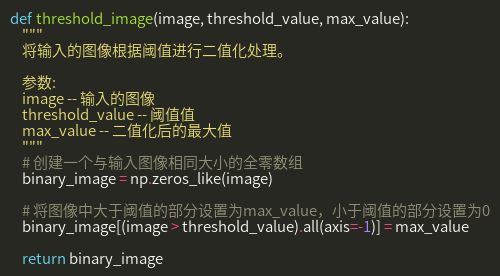 def threshold_image(image, threshold_value, max_value):
"""
将输入的图像根据阈值进行二值化处理。
参数:
image -- 输入的图像
threshold_value -- 阈值值
max_value -- 二值化后的最大值
"""
# 创建一个与输入图像相同大小的全零数组
binary_image = np.zeros_like(image)
# 将图像中大于阈值的部分设置为max_value，小于阈值的部分设置为0
binary_image[(image > threshold_value).all(axis=-1)] = max_value
return binary_image